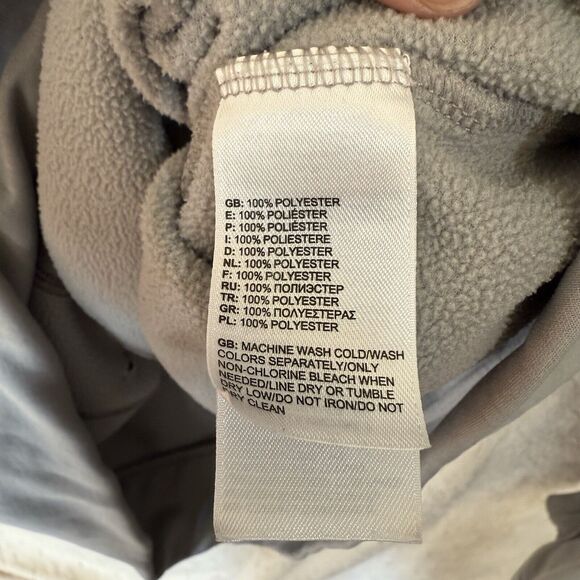 GB: 100% POLYESTER
E: 100% POLIÉSTER
P: 100% POLIÉSTER
I: 100% POLIESTERE
D: 100% POLYESTER
NL: 100% POLYESTER
F: 100% POLYESTER
RU: 100% ПОЛИЭСТЕР
TR: 100% POLYESTER
GR: 100% ΠΟΛΥΕΣΤΕΡΑΣ
PL: 100% POLYESTER
GB: MACHINE WASH COLD/WASH
COLORS SEPARATELY/ONLY
NON-CHLORINE BLEACH WHEN
NEEDED/LINE DRY OR TUMBLE
DRY LOW/DO NOT IRON/DO NOT
DRY CLEAN